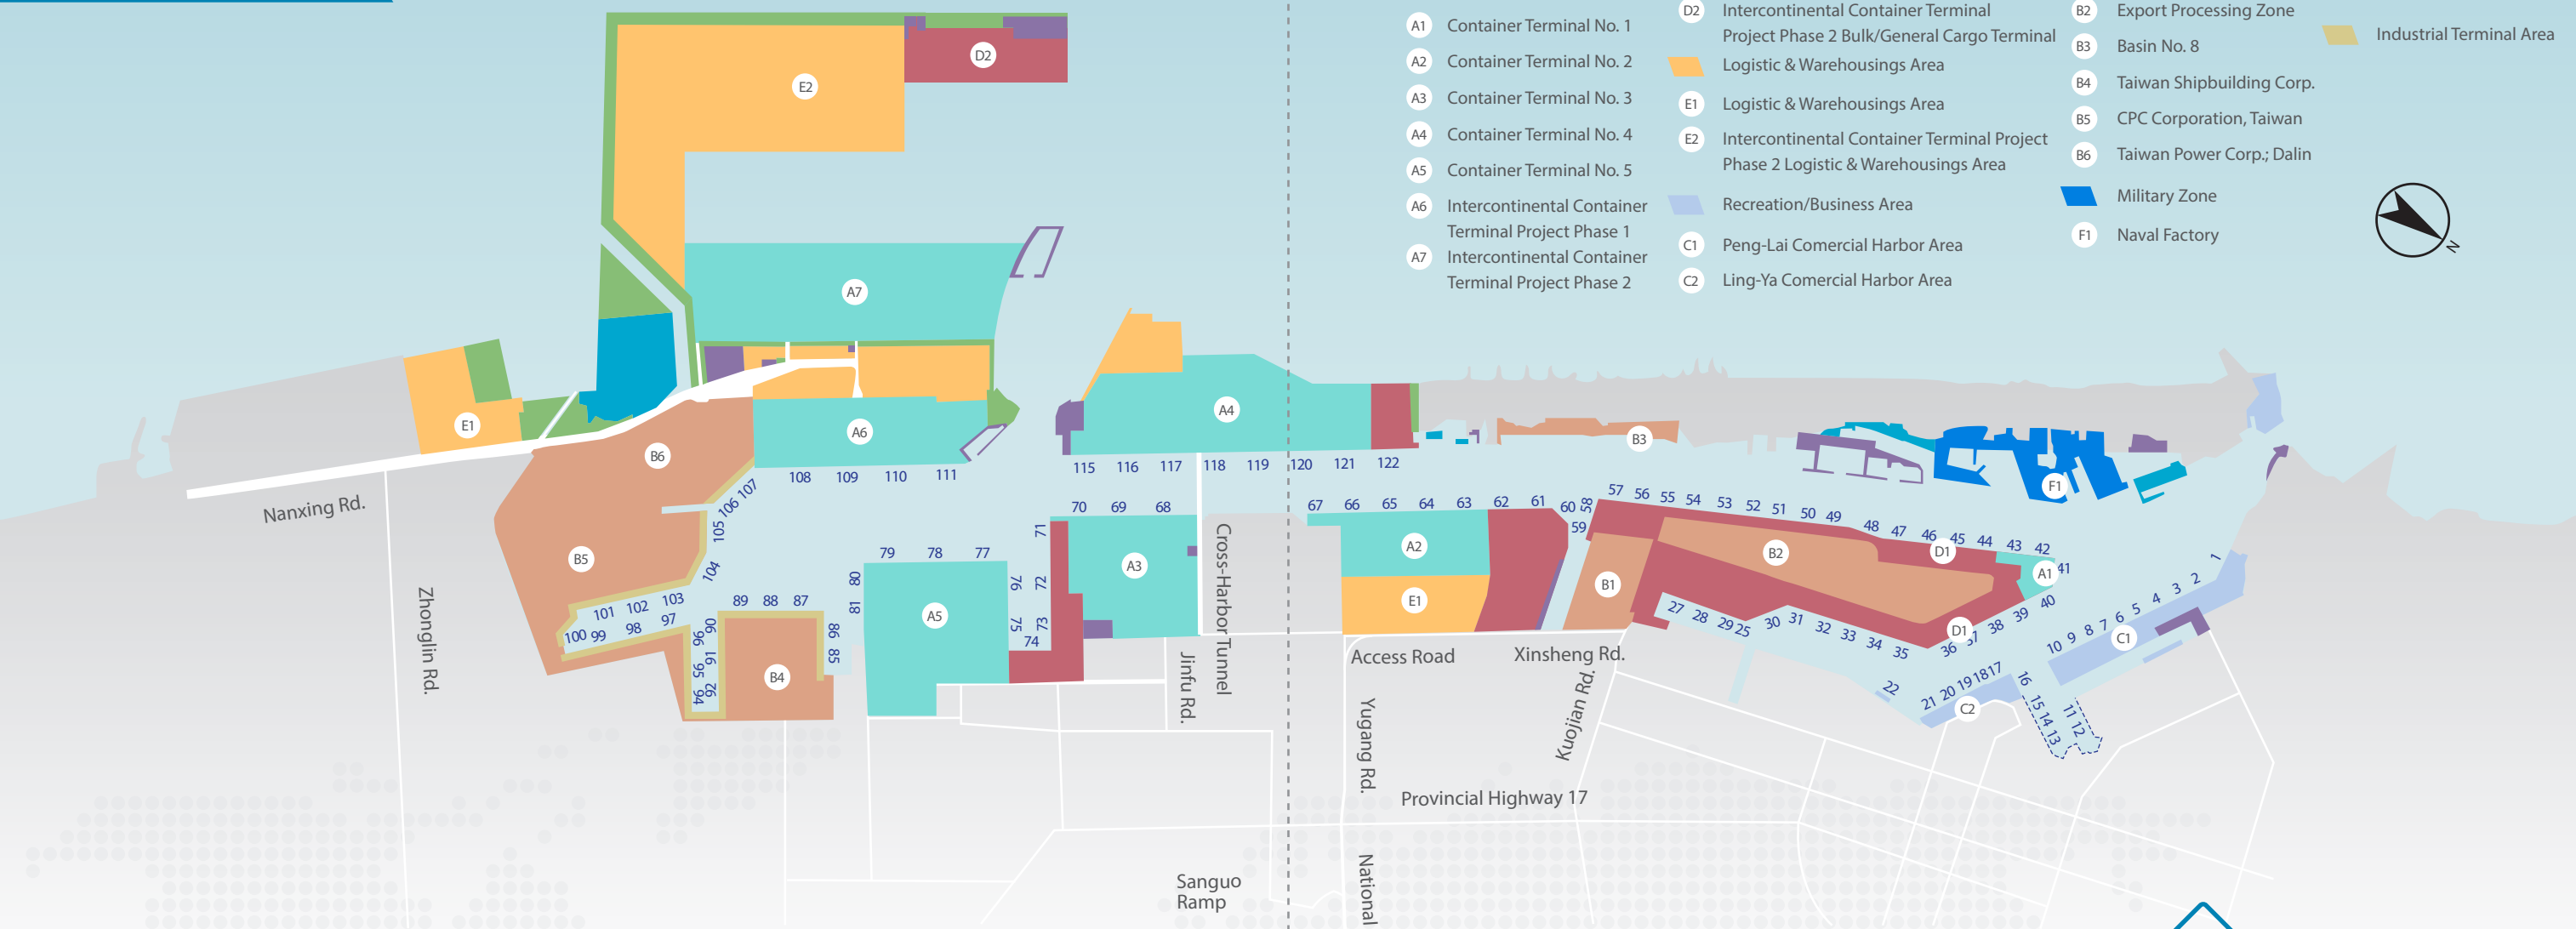 A1 Container Terminal No. 1
A2 Container Terminal No. 2
A3 Container Terminal No. 3
A4 Container Terminal No. 4
A5 Container Terminal No. 5
A6 Intercontinental Container
Terminal Project Phase 1
A7 Intercontinental Container
Terminal Project Phase 2
D2 Intercontinental Container Terminal
Project Phase 2 Bulk/General Cargo Terminal
Logistic & Warehousings Area
E1 Logistic & Warehousings Area
E2 Intercontinental Container Terminal Project
Phase 2 Logistic & Warehousings Area
Recreation/Business Area
C1 Peng-Lai Comercial Harbor Area
C2 Ling-Ya Comercial Harbor Area
B2 Export Processing Zone
B3 Basin No. 8
B4 Taiwan Shipbuilding Corp.
B5 CPC Corporation, Taiwan
B6 Taiwan Power Corp.; Dalin
Military Zone
F1 Naval Factory
Industrial Terminal Area
N
D2
E2
A7
A4
E1
A6
B6
B3
F1
108 109 110 111
115 116 117 118 119 120 121 122
107
106
105
104
Nanxing Rd.
B5
101 102 103
100 99 98 97
96
95
94
90
91
92
89 88 87
86
85
B4
Zhonglin Rd.
79 78 77
80
81
A5
76
75
74
70 69 68
71
72
73
A3
Cross-Harbor Tunnel
Jinfu Rd.
67 66 65 64 63 62 61 60
59
58
57 56 55 54 53 52 51 50 49 48 47 46 45 44 43 42
41
40
39
38
37
36
A2
E1
B1
B2
D1
A1
D1
27 28 29 25 30 31 32 33 34 35
Access Road
Xinsheng Rd.
Kuojian Rd.
Yugang Rd.
22
21 20 19 18 17
16
15
14
13
11
12
C2
10 9 8 7 6 5 4 3 2 1
C1
Provincial Highway 17
Sanguo
Ramp
National